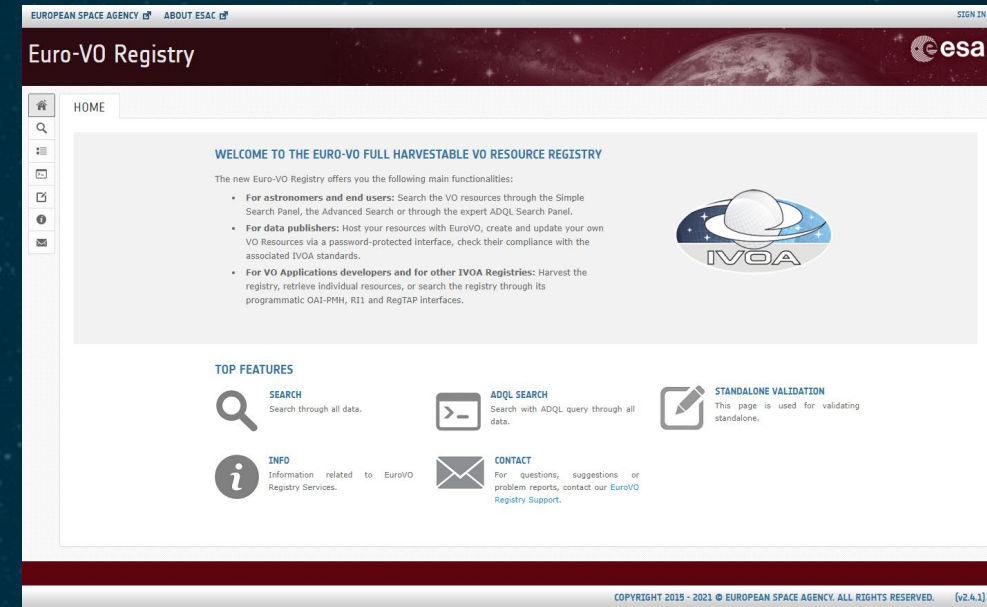 EUROPEAN SPACE AGENCY ABOUT ESAC SIGN IN
Euro-VO Registry
esa
HOME
WELCOME TO THE EURO-VO FULL HARVESTABLE VO RESOURCE REGISTRY
The new Euro-VO Registry offers you the following main functionalities:
• For astronomers and end users: Search the VO resources through the Simple
Search Panel, the Advanced Search or through the expert ADQL Search Panel.
• For data publishers: Host your resources with EuroVO, create and update your own
VO Resources via a password-protected interface, check their compliance with the
associated IVOA standards.
• For VO Applications developers and for other IVOA Registries: Harvest the
registry, retrieve individual resources, or search the registry through its
programmatic OAI-PMH, RI1 and RegTAP interfaces.
IVOA
TOP FEATURES
SEARCH
Search through all data.
ADQL SEARCH
Search with ADQL query through all
data.
STANDALONE VALIDATION
This page is used for validating
standalone.
INFO
Information related to EuroVO
Registry Services.
CONTACT
For questions, suggestions or
problem reports, contact our EuroVO
Registry Support.
COPYRIGHT 2015 - 2021 © EUROPEAN SPACE AGENCY. ALL RIGHTS RESERVED. (v2.4.1)